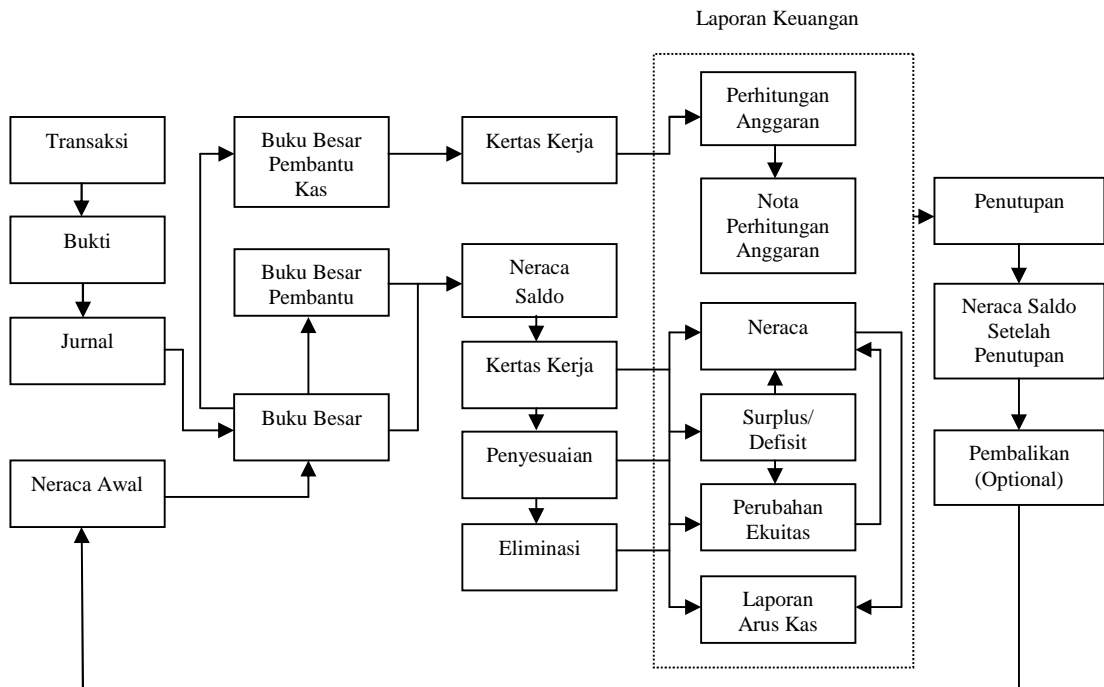 Laporan Keuangan
Transaksi
Bukti
Jurnal
Neraca Awal
Buku Besar
Pembantu
Kas
Buku Besar
Pembantu
Buku Besar
Kertas Kerja
Neraca
Saldo
Kertas Kerja
Penyesuaian
Eliminasi
Perhitungan
Anggaran
Nota
Perhitungan
Anggaran
Neraca
Surplus/
Defisit
Perubahan
Ekuitas
Laporan
Arus Kas
Penutupan
Neraca Saldo
Setelah
Penutupan
Pembalikan
(Optional)